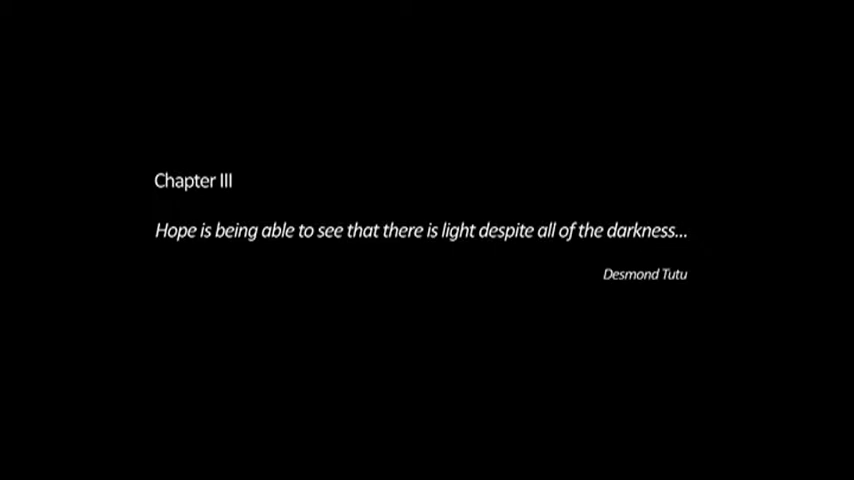 Chapter III
Hope is being able to see that there is light despite all of the darkness...
Desmond Tutu